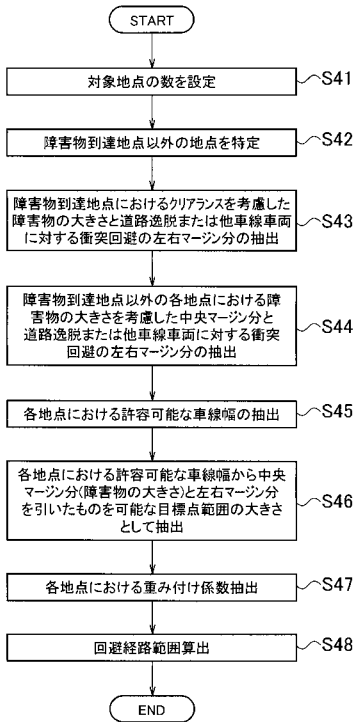 START
対象地点の数を設定
S41
障害物到達地点以外の地点を特定
S42
障害物到達地点におけるクリアランスを考慮した
障害物の大きさと道路逸脱または他車線車両
に対する衝突回避の左右マージン分の抽出
S43
障害物到達地点以外の各地点における障
害物の大きさを考慮した中央マージン分と
道路逸脱または他車線車両に対する衝突
回避の左右マージン分の抽出
S44
各地点における許容可能な車線幅の抽出
S45
各地点における許容可能な車線幅から中央
マージン分(障害物の大きさ)と左右マージン分
を引いたものを可能な目標点範囲の大きさ
として抽出
S46
各地点における重み付け係数抽出
S47
回避経路範囲算出
S48
END